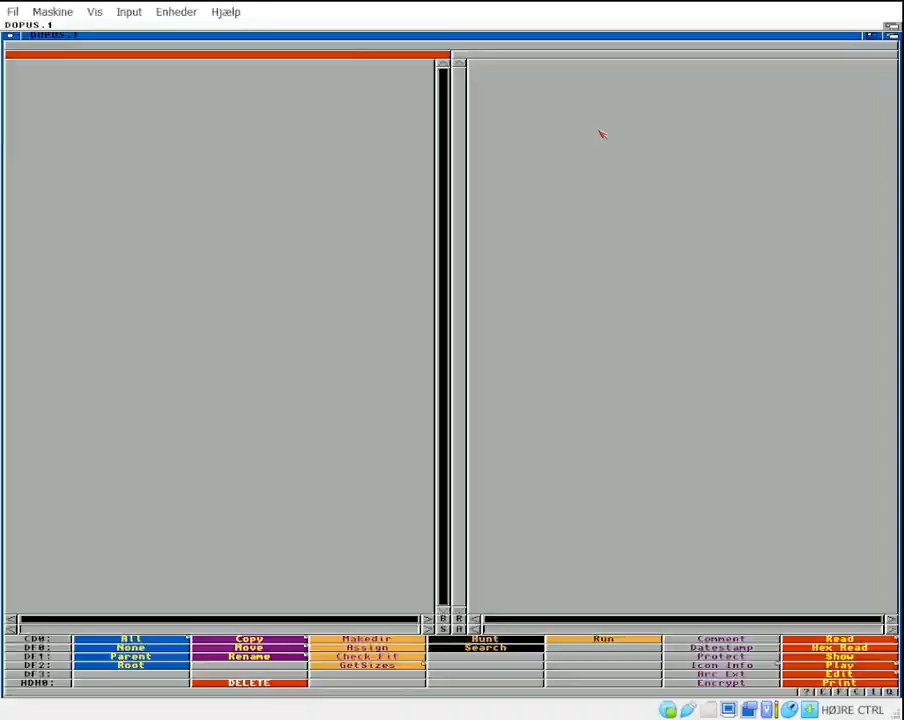 Fil Maskine Vis Input Enheder Hjælp
DOPUS.1
DOPUS.1
B R
S A
CD0: All Copy Makedir Hunt Run Comment Read
DF0: None Move Assign Search Datestamp Hex Read
DF1: Parent Rename Check Fit Protect Show
DF2: Root GetSizes Icon Info Play
DF3: Arc Ext Edit
HDH0: DELETE Encrypt Print
? E F C I Q
HØJRE CTRL